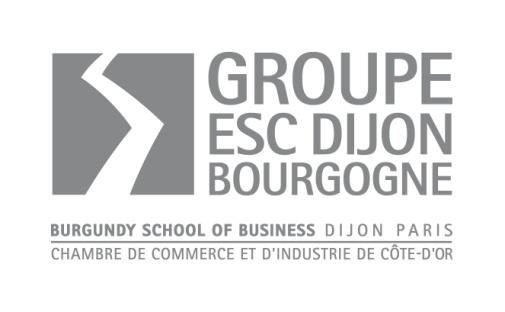 GROUPE
ESC DIJON
BOURGOGNE
BURGUNDY SCHOOL OF BUSINESS DIJON PARIS
CHAMBRE DE COMMERCE ET D'INDUSTRIE DE CÔTE-D'OR